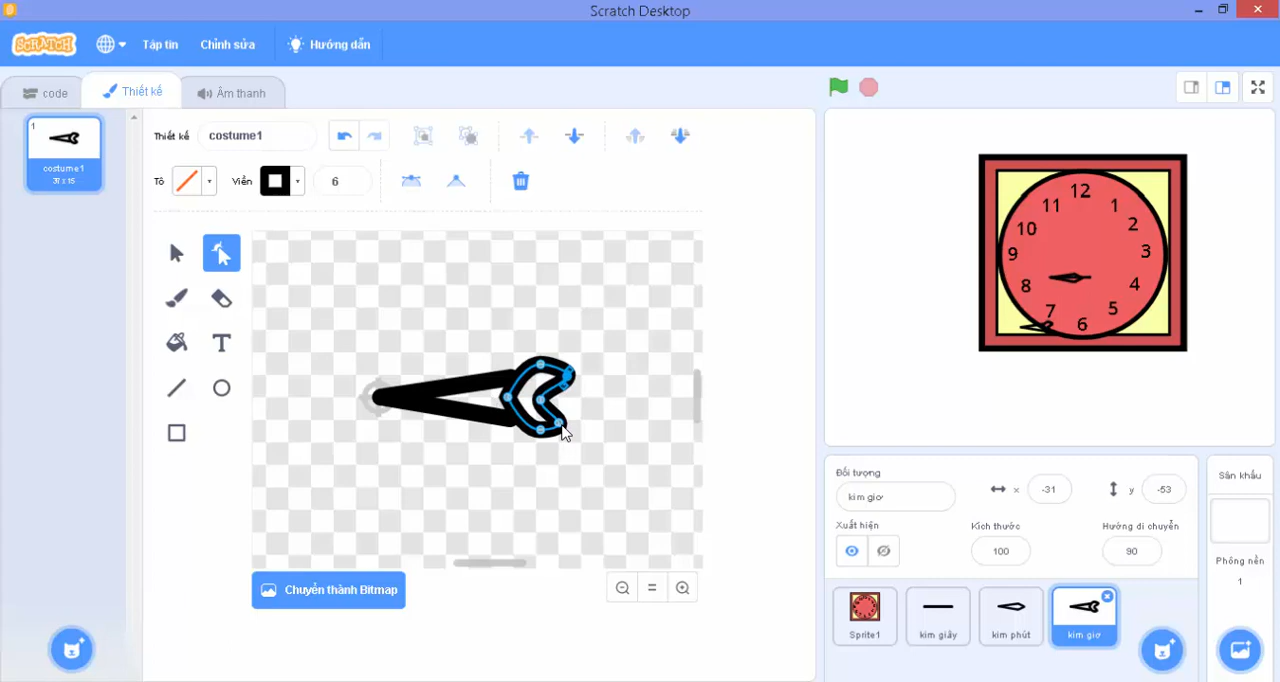 Scratch Desktop
SCRATCH
Tập tin
Chỉnh sửa
Hướng dẫn
code
Thiết kế
Âm thanh
1
costume1
37 x 15
Thiết kế
costume1
Tô
Viền
6
Chuyển thành Bitmap
12
11
1
10
2
9
3
8
4
7
5
6
Đối tượng
kim giơ
x
-31
y
-53
Xuất hiện
Kích thước
Hướng di chuyển
100
90
Sprite1
kim giây
kim phút
kim giơ
Sân khấu
Phông nền
1